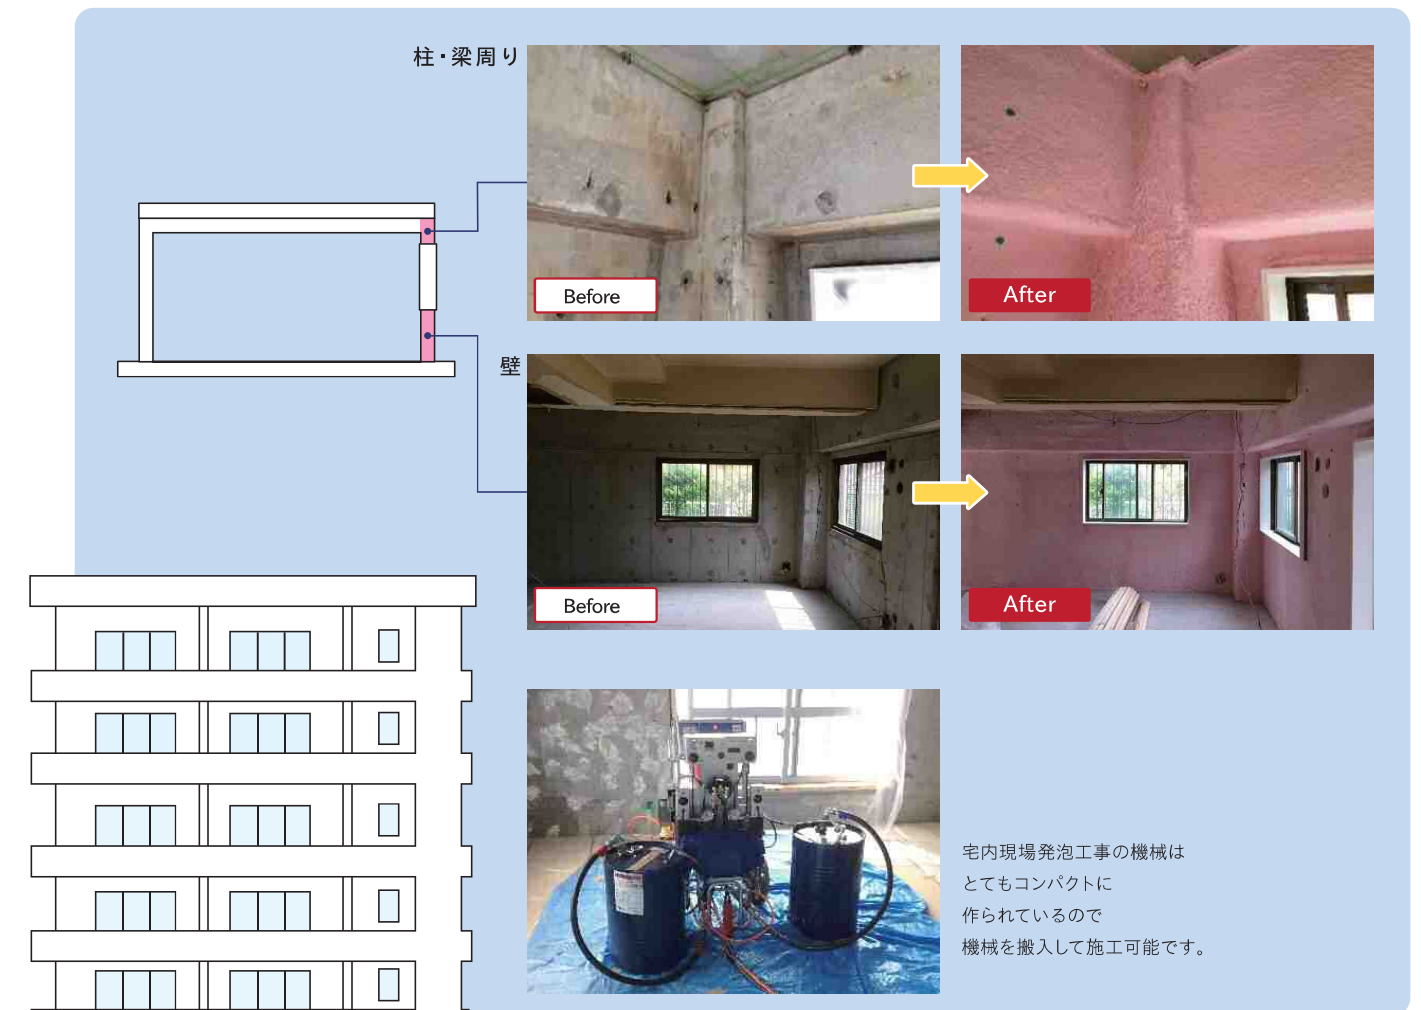 柱・梁周り
Before
After
壁
Before
After
宅内現場発泡工事の機械は
とてもコンパクトに
作られているので
機械を搬入して施工可能です。